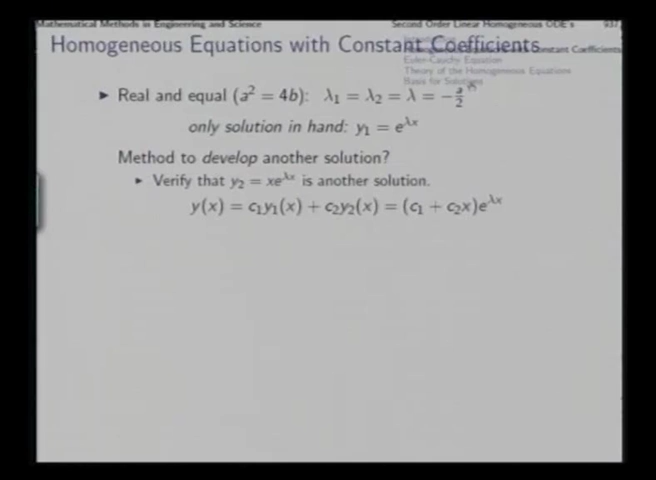 Mathematical Methods in Engineering and Science
Second Order Linear Homogeneous ODE's
937,
Homogeneous Equations with Constant Coefficients
Constant Coefficients
Euler-Cauchy Equation
Theory of the Homogeneous Equations
Basis for Solutions
► Real and equal (a² = 4b): λ₁ = λ₂ = λ = −a/2
only solution in hand: y₁ = e^{λx}
Method to develop another solution?
► Verify that y₂ = xe^{λx} is another solution.
y(x) = c₁y₁(x) + c₂y₂(x) = (c₁ + c₂x)e^{λx}